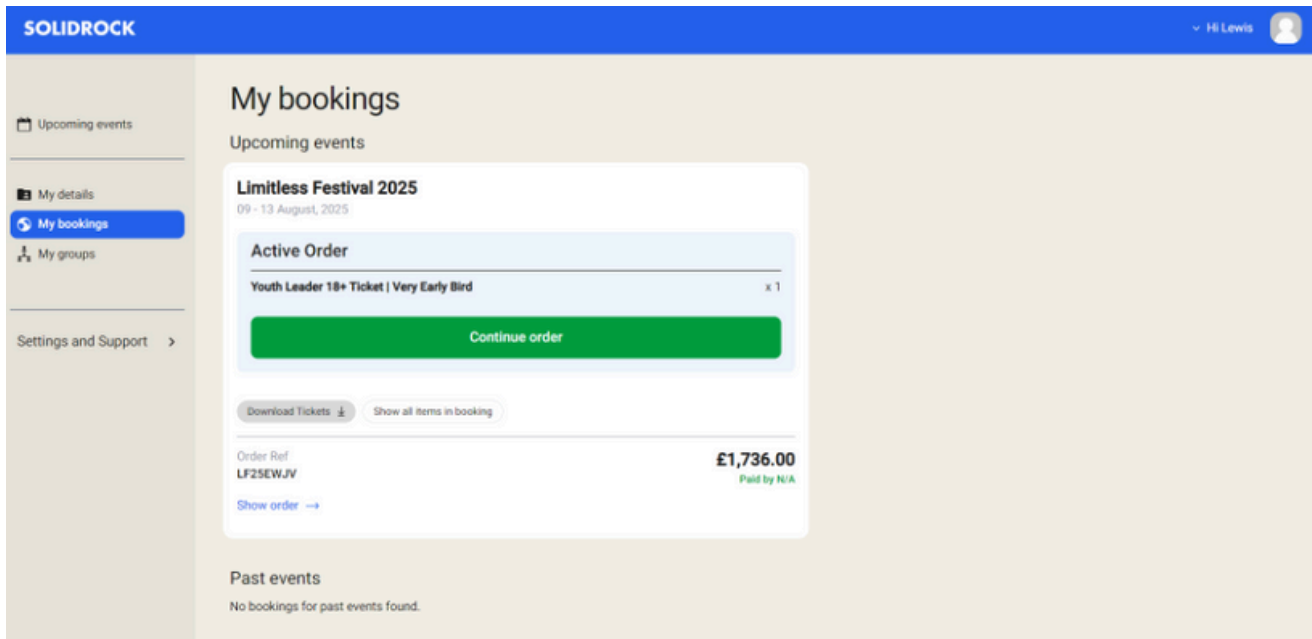 SOLIDROCK
Hi Lewis
Upcoming events
My details
My bookings
My groups
Settings and Support
My bookings
Upcoming events
Limitless Festival 2025
09 - 13 August, 2025
Active Order
Youth Leader 18+ Ticket | Very Early Bird x 1
Continue order
Download Tickets Show all items in booking
Order Ref
LF25EWJV
£1,736.00
Paid by N/A
Show order →
Past events
No bookings for past events found.